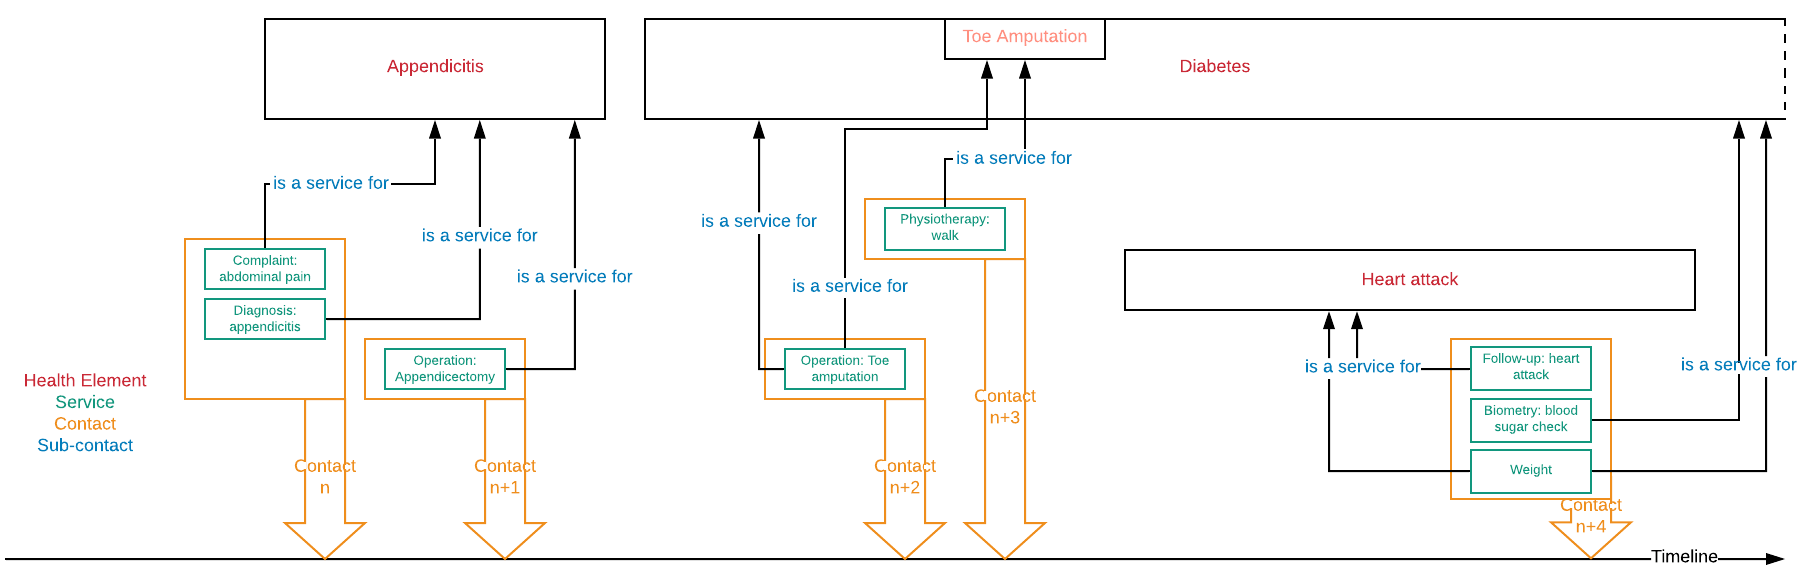 Toe Amputation
Appendicitis
Diabetes
is a service for
is a service for
is a service for
is a service for
is a service for
is a service for
Physiotherapy:
walk
Complaint:
abdominal pain
Diagnosis:
appendicitis
Heart attack
Operation:
Appendicectomy
Operation: Toe
amputation
is a service for
Follow-up: heart
attack
is a service for
Biometry: blood
sugar check
Weight
Health Element
Service
Contact
Sub-contact
Contact
n+3
Contact
n
Contact
n+1
Contact
n+2
Contact
n+4
Timeline